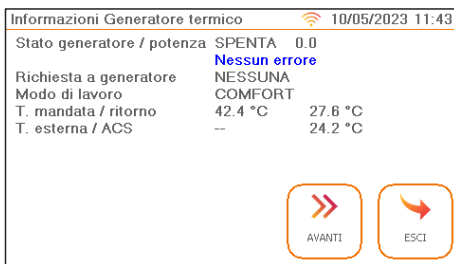 Informazioni Generatore termico 10/05/2023 11:43
Stato generatore / potenza SPENTA 0.0
Nessun errore
Richiesta a generatore NESSUNA
Modo di lavoro COMFORT
T. mandata / ritorno 42.4 °C 27.6 °C
T. esterna / ACS -- 24.2 °C
AVANTI ESCI